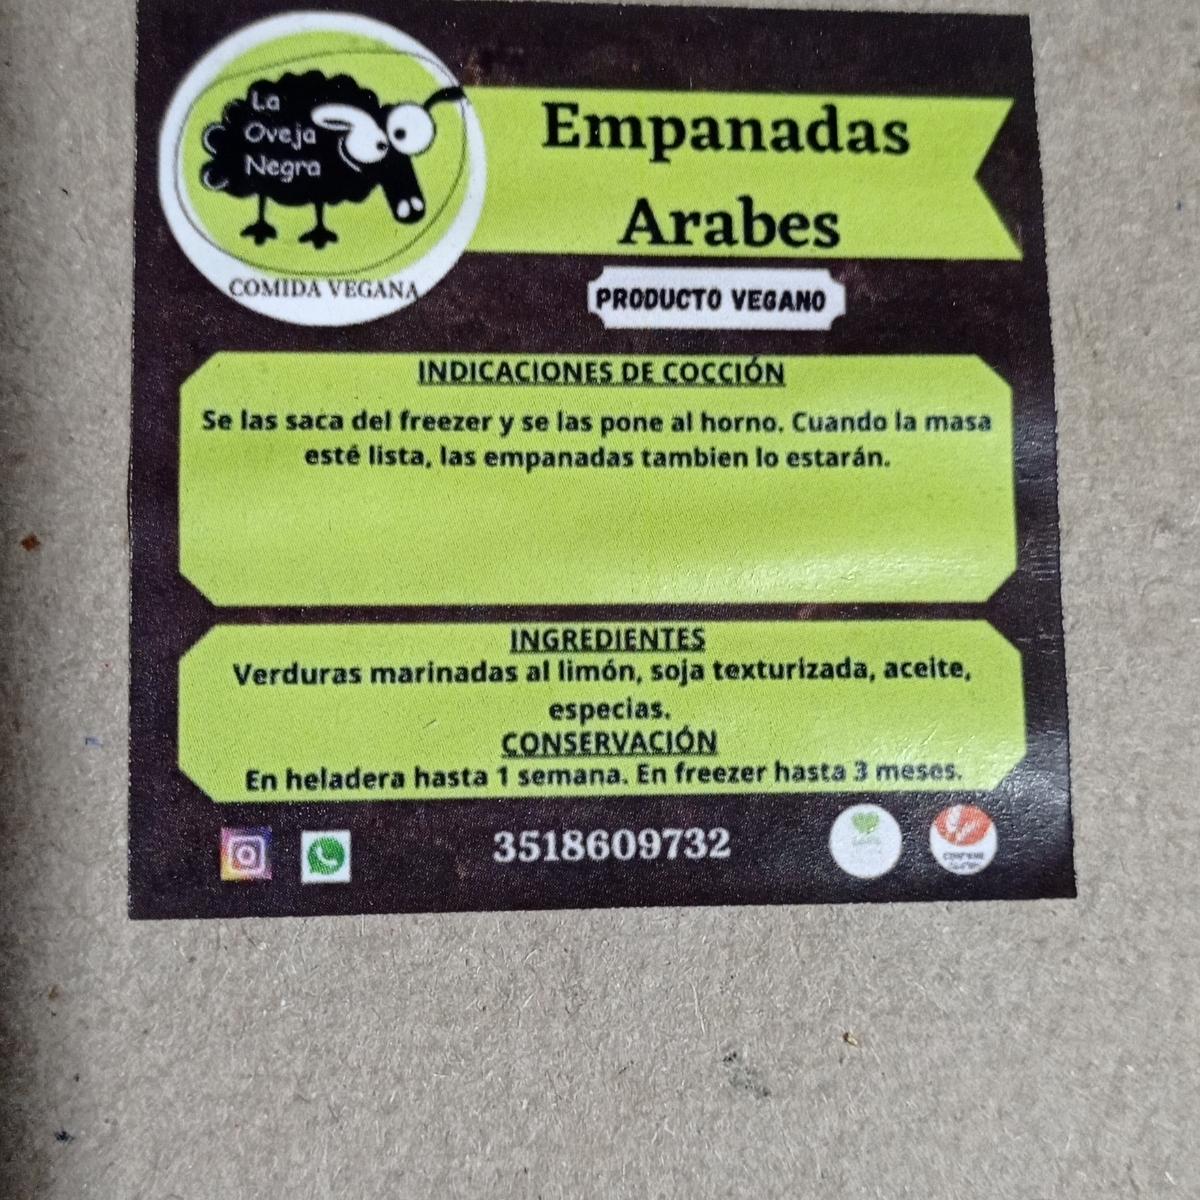 La
Oveja
Negra
COMIDA VEGANA
Empanadas
Arabes
PRODUCTO VEGANO
INDICACIONES DE COCCIÓN
Se las saca del freezer y se las pone al horno. Cuando la masa
esté lista, las empanadas tambien lo estarán.
INGREDIENTES
Verduras marinadas al limón, soja texturizada, aceite,
especias.
CONSERVACIÓN
En heladera hasta 1 semana. En freezer hasta 3 meses.
3518609732